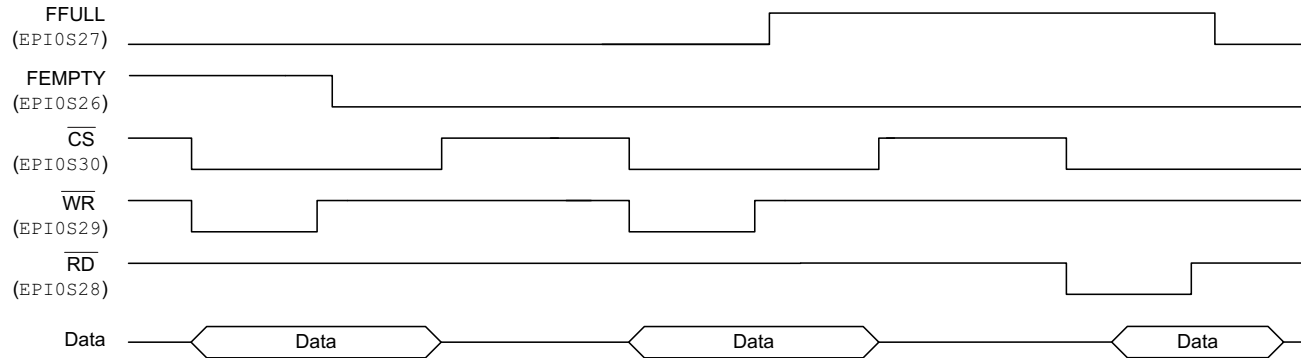 FFULL
(EPI0S27)
FEMPTY
(EPI0S26)
CS
(EPI0S30)
WR
(EPI0S29)
RD
(EPI0S28)
Data Data Data Data